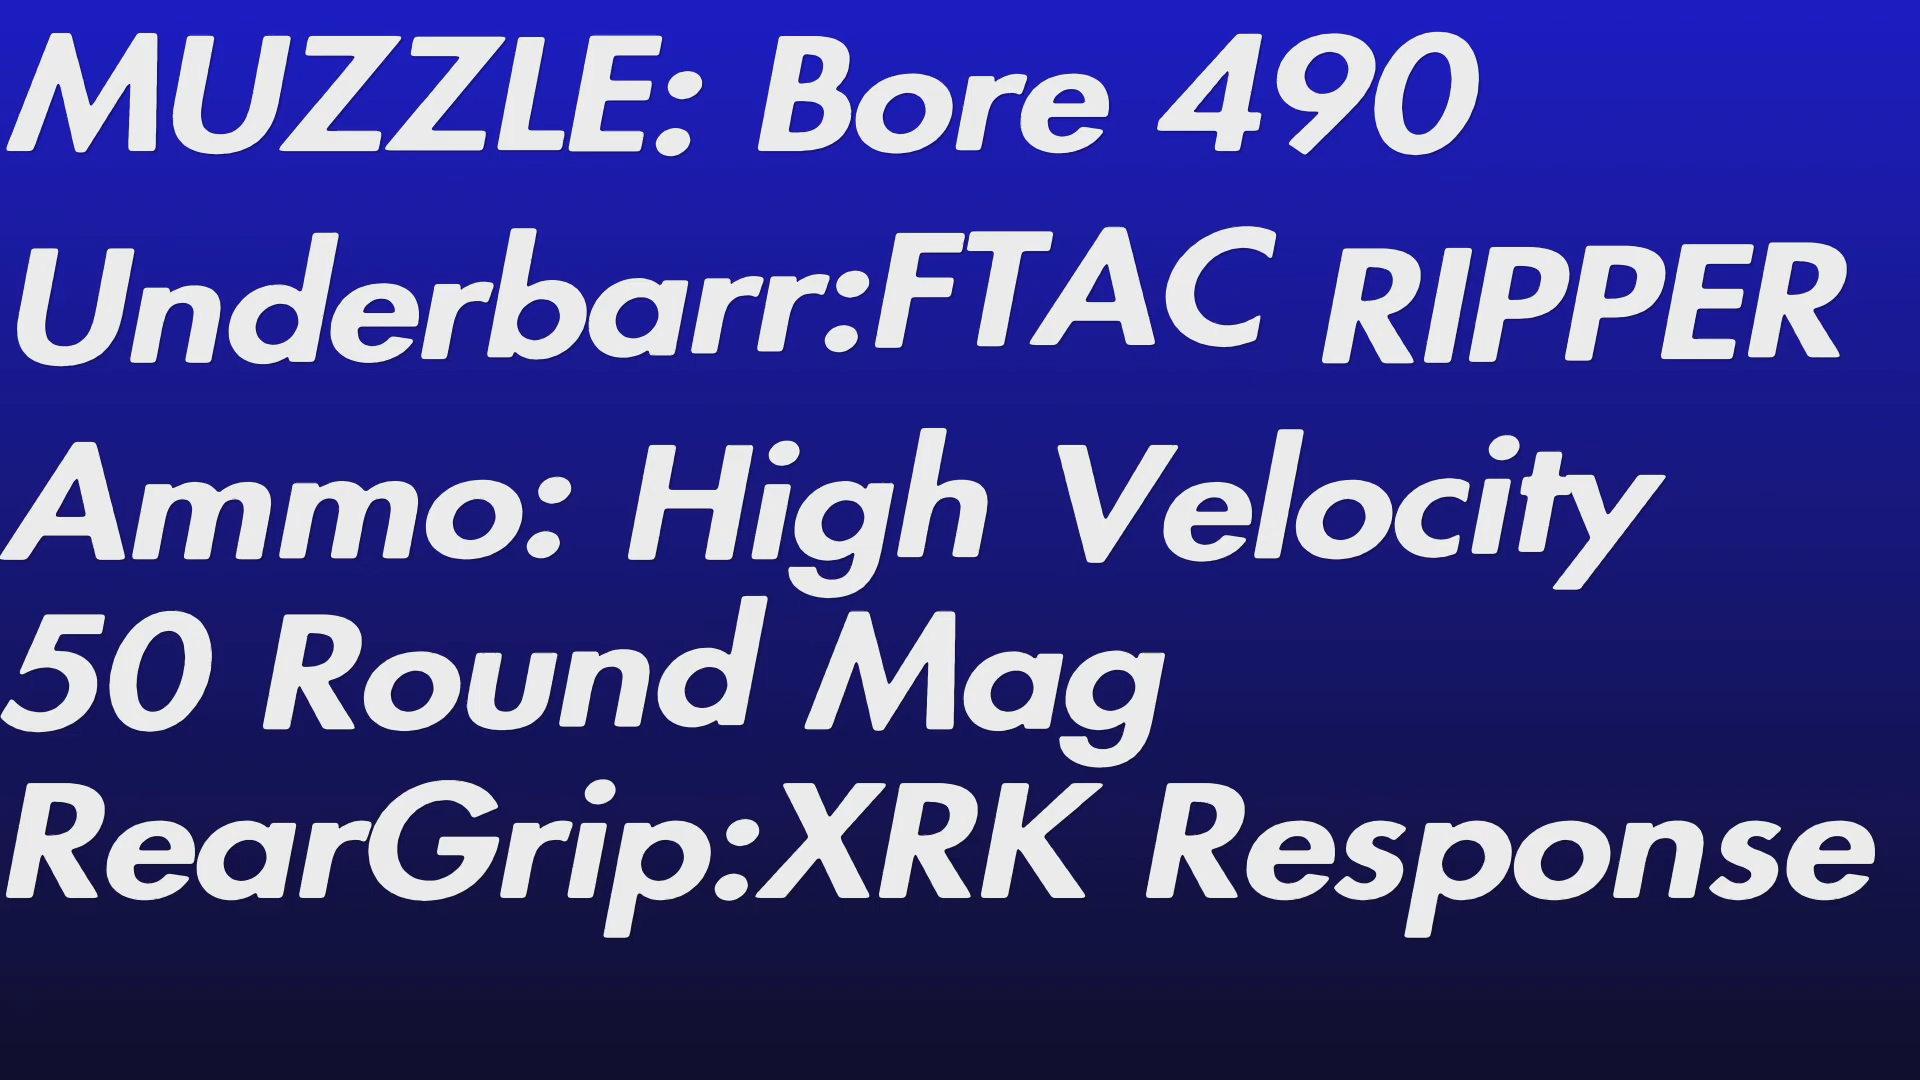 MUZZLE: Bore 490
Underbarr:FTAC RIPPER
Ammo: High Velocity
50 Round Mag
RearGrip:XRK Response